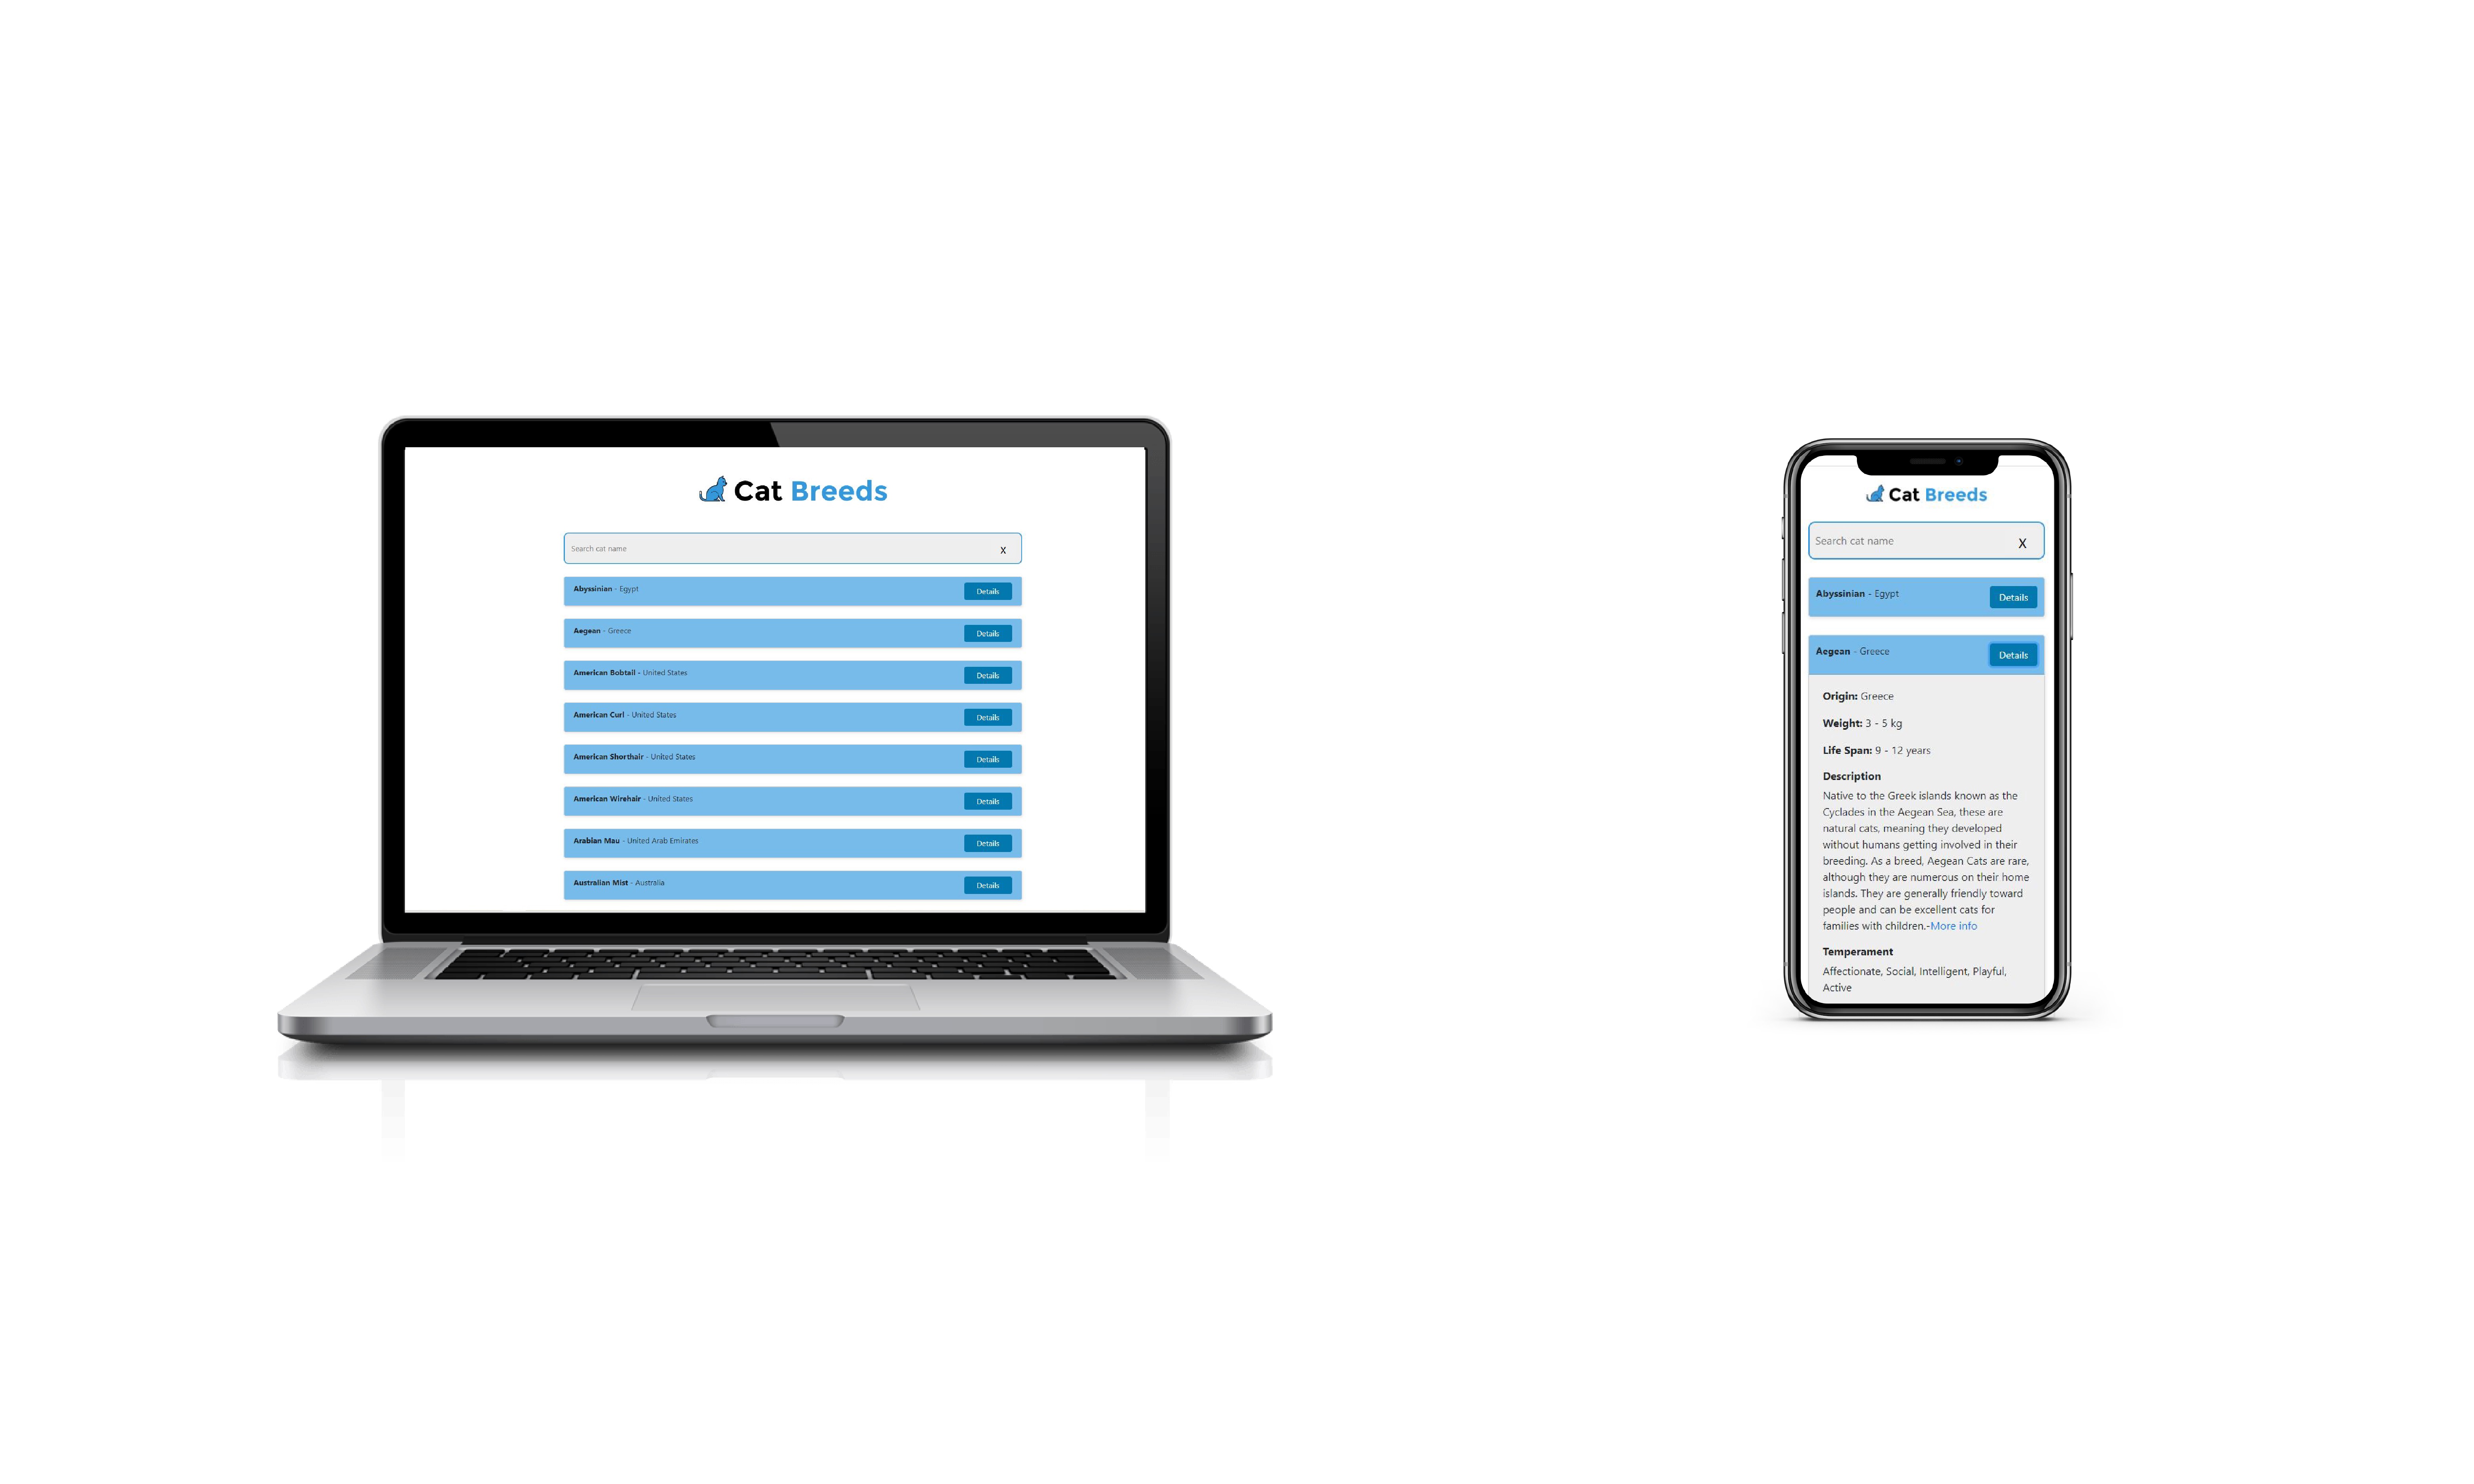 Cat Breeds
Search cat name X
Abyssinian - Egypt Details
Aegean - Greece Details
American Bobtail - United States Details
American Curl - United States Details
American Shorthair - United States Details
American Wirehair - United States Details
Arabian Mau - United Arab Emirates Details
Australian Mist - Australia Details
Cat Breeds
Search cat name X
Abyssinian - Egypt Details
Aegean - Greece Details
Origin: Greece
Weight: 3 - 5 kg
Life Span: 9 - 12 years
Description
Native to the Greek islands known as the
Cyclades in the Aegean Sea, these are
natural cats, meaning they developed
without humans getting involved in their
breeding. As a breed, Aegean Cats are rare,
although they are numerous on their home
islands. They are generally friendly toward
people and can be excellent cats for
families with children.-More info
Temperament
Affectionate, Social, Intelligent, Playful,
Active